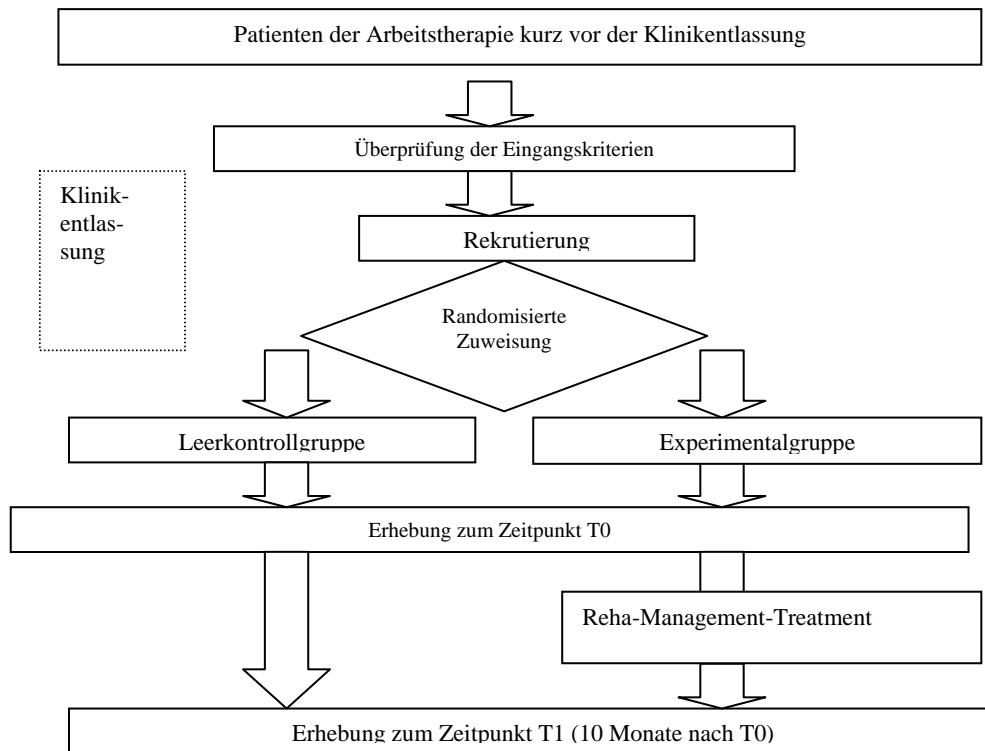 Patienten der Arbeitstherapie kurz vor der Klinikentlassung
Überprüfung der Eingangskriterien
Klinik-
entlas-
sung
Rekrutierung
Randomisierte
Zuweisung
Leerkontrollgruppe
Experimentalgruppe
Erhebung zum Zeitpunkt T0
Reha-Management-Treatment
Erhebung zum Zeitpunkt T1 (10 Monate nach T0)